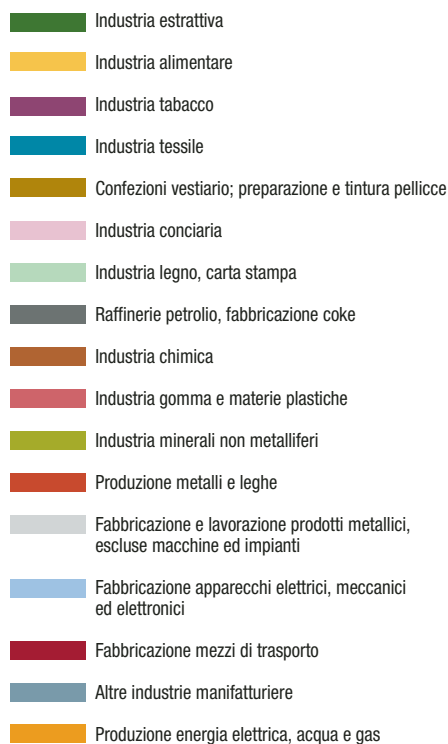 Industria estrattiva
Industria alimentare
Industria tabacco
Industria tessile
Confezioni vestiario; preparazione e tintura pellicce
Industria conciaria
Industria legno, carta stampa
Raffinerie petrolio, fabbricazione coke
Industria chimica
Industria gomma e materie plastiche
Industria minerali non metalliferi
Produzione metalli e leghe
Fabbricazione e lavorazione prodotti metallici,
escluse macchine ed impianti
Fabbricazione apparecchi elettrici, meccanici
ed elettronici
Fabbricazione mezzi di trasporto
Altre industrie manifatturiere
Produzione energia elettrica, acqua e gas